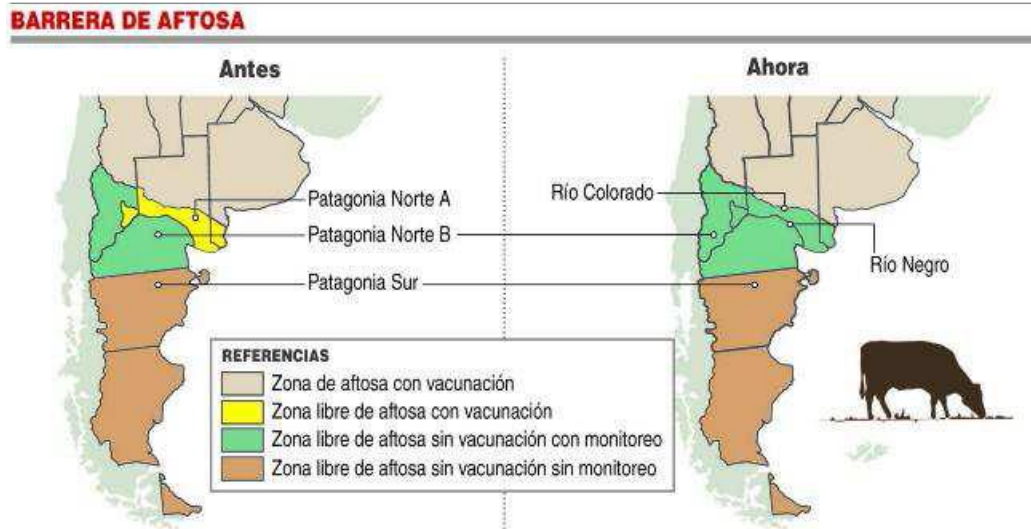 BARRERA DE AFTOSA
Antes
Ahora
Patagonia Norte A
Patagonia Norte B
Patagonia Sur
Río Colorado
Río Negro
REFERENCIAS
Zona de aftosa con vacunación
Zona libre de aftosa con vacunación
Zona libre de aftosa sin vacunación con monitoreo
Zona libre de aftosa sin vacunación sin monitoreo